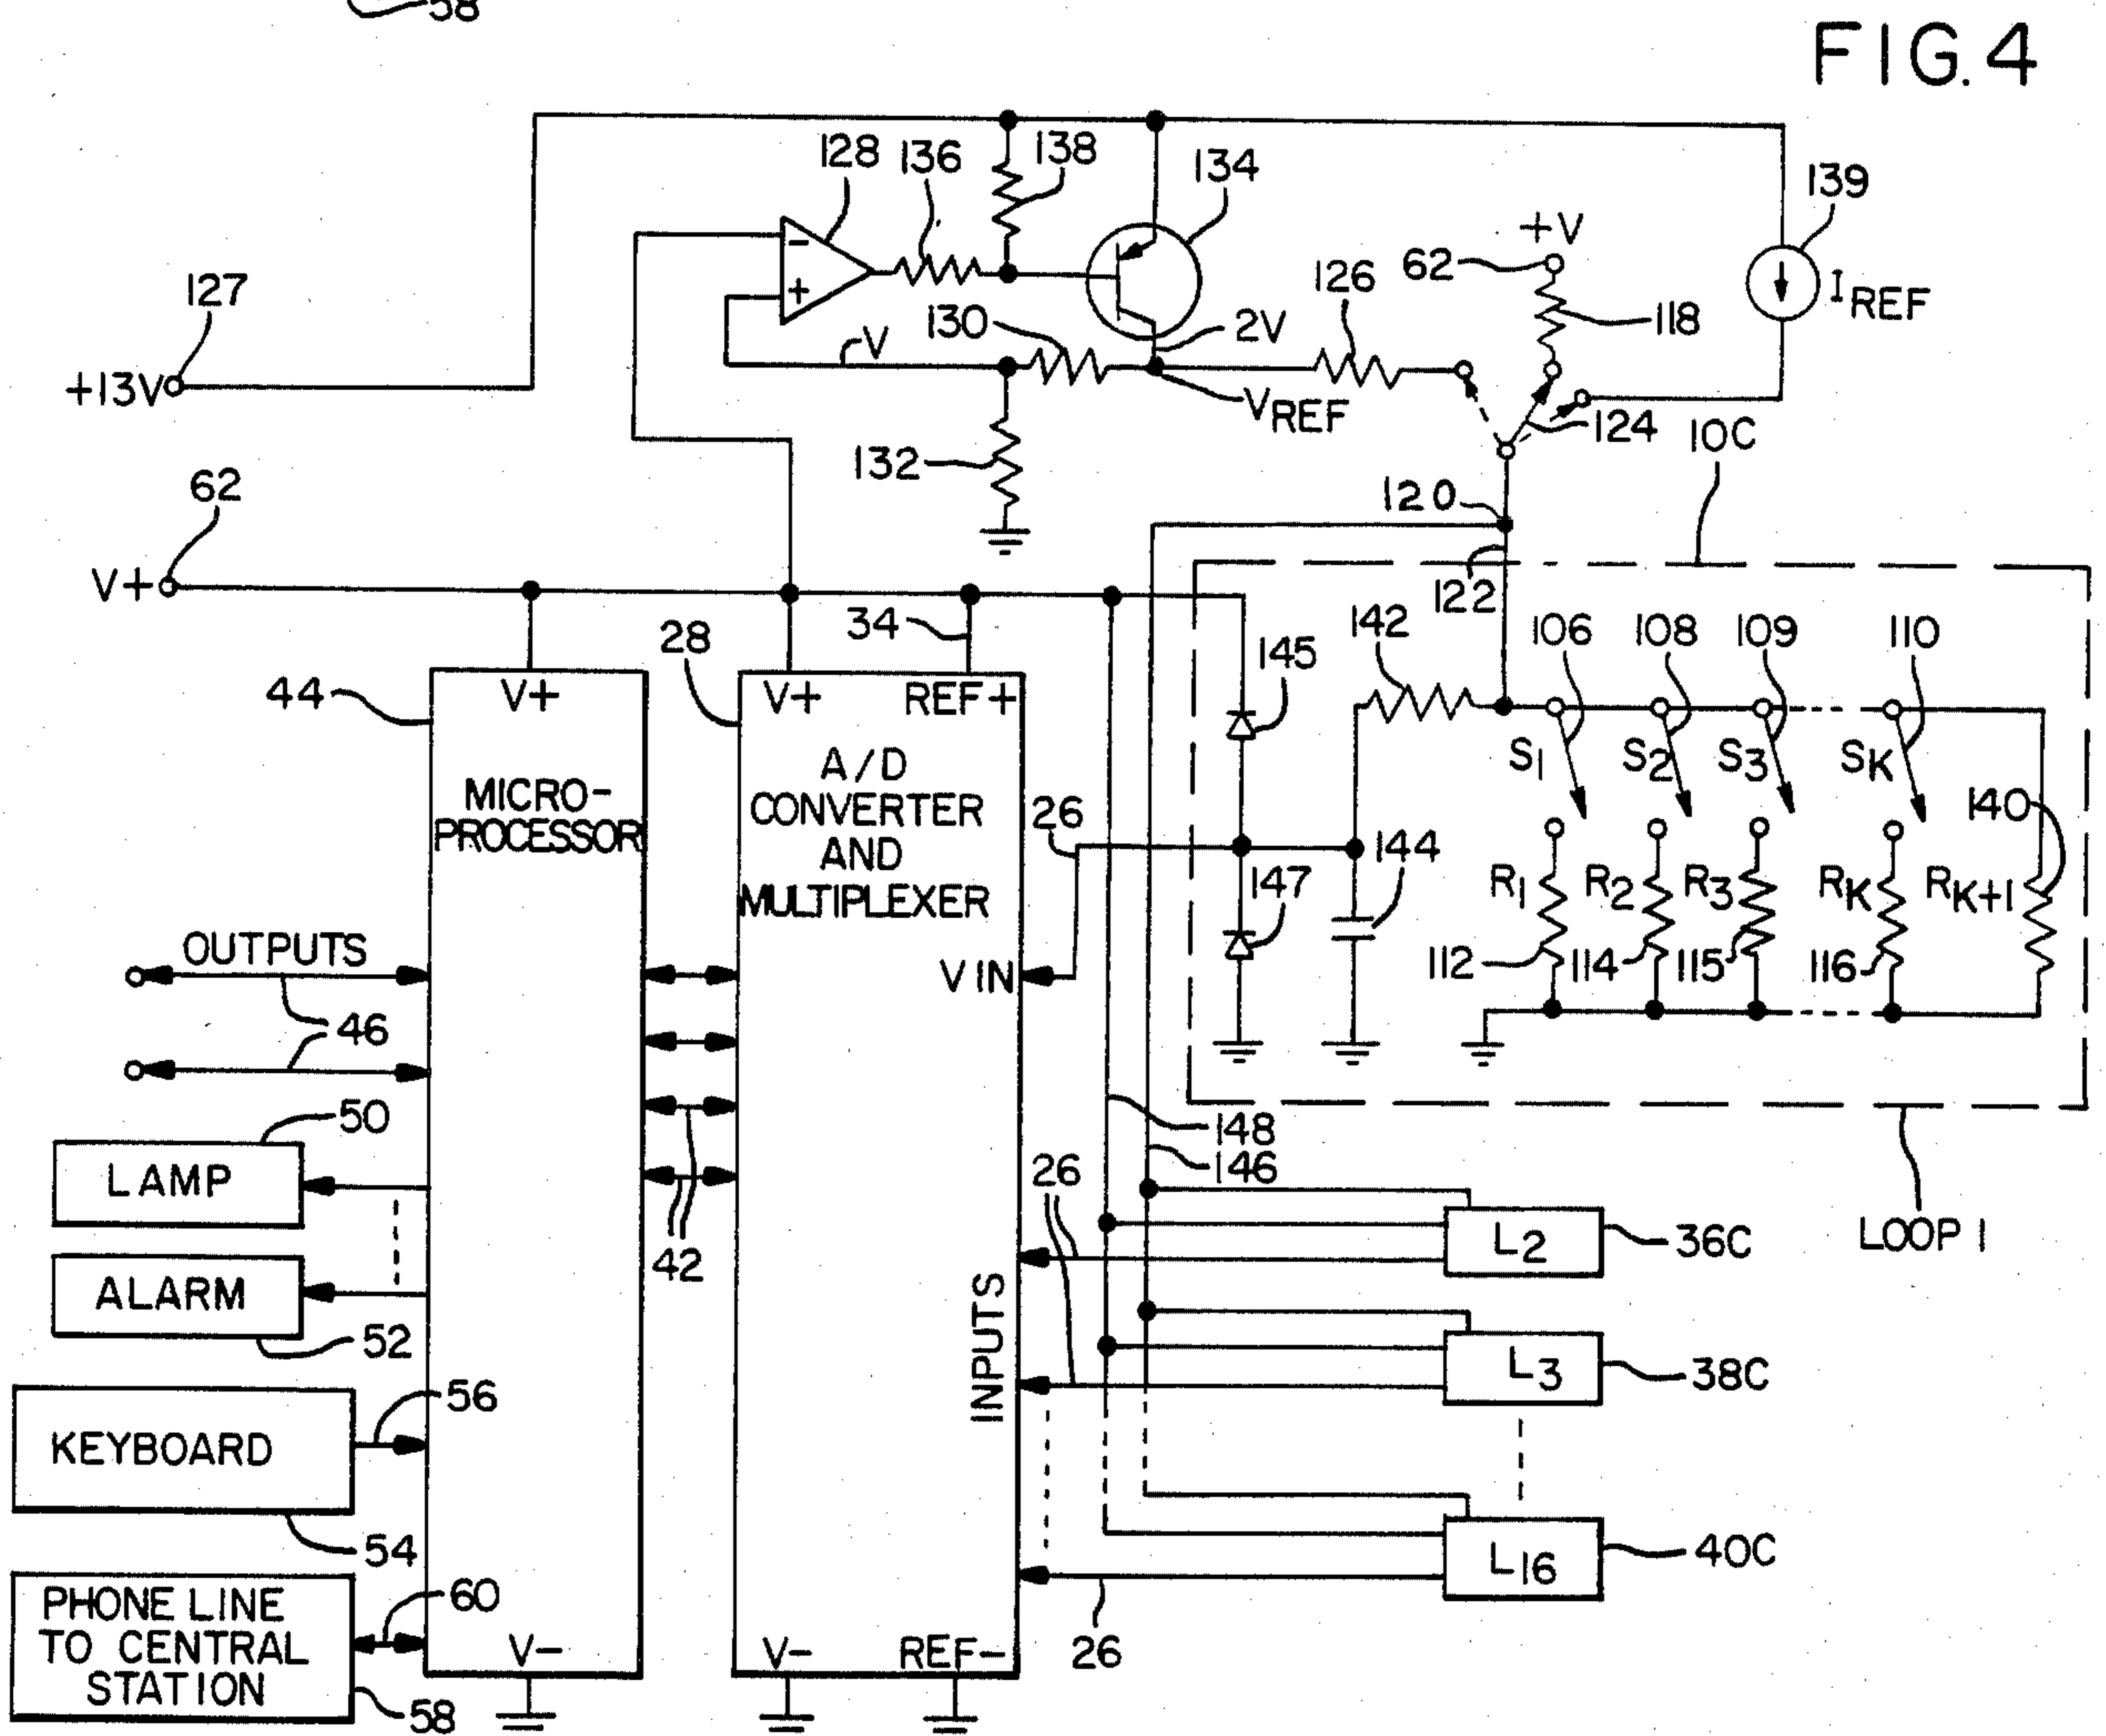 58
FIG. 4
128
136
138
134
139
+V
62
127
126
130
2V
118
I REF
+13V
V
V REF
124
10C
132
120
62
V+
122
34
28
142
106
108
109
110
44
V+
V+
REF+
145
S1
S2
S3
SK
A/D
CONVERTER
AND
MULTIPLEXER
MICRO-
PROCESSOR
26
140
144
147
R1
R2
R3
RK
RK+1
OUTPUTS
VIN
112
114
115
116
46
50
148
146
LAMP
26
42
L2
36C
LOOP 1
ALARM
52
INPUTS
L3
38C
56
KEYBOARD
54
L16
40C
PHONE LINE
TO CENTRAL
STATION
60
58
V-
V-
REF-
26